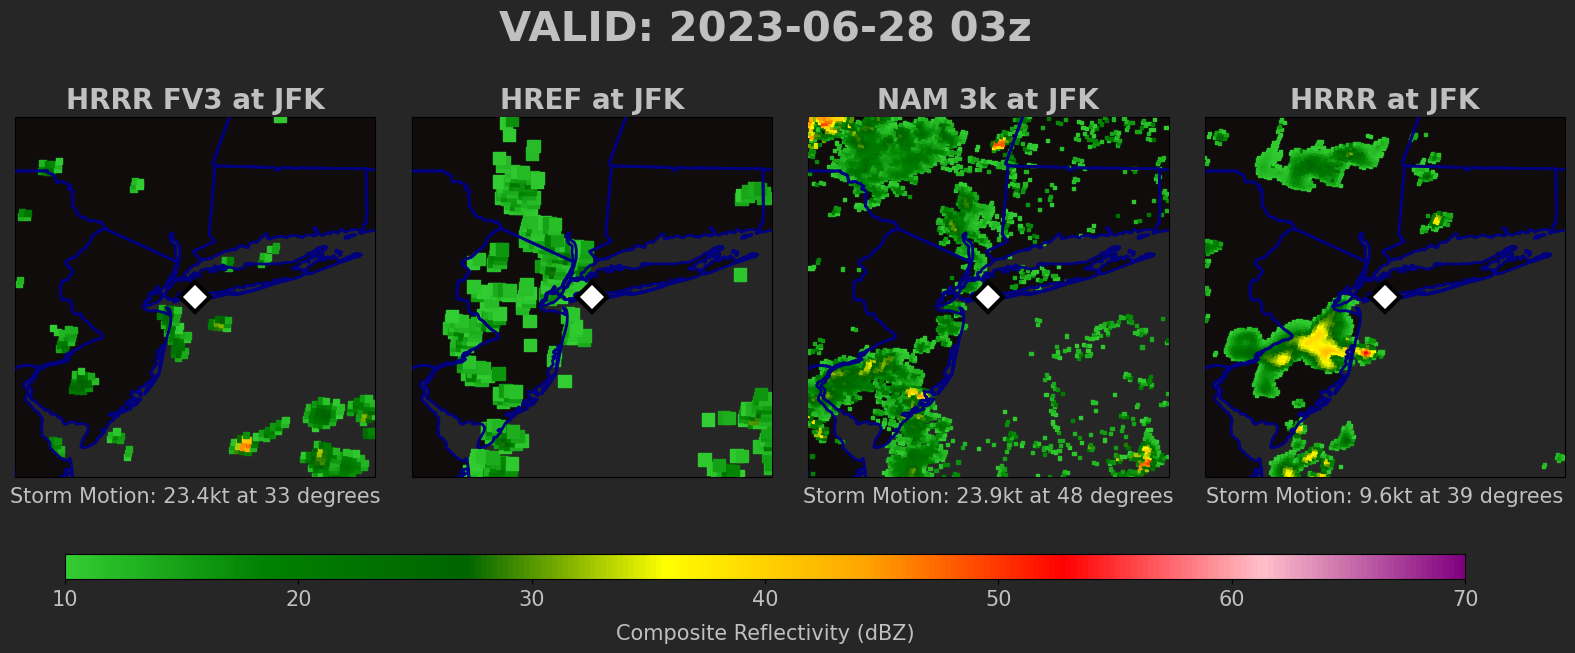 VALID: 2023-06-28 03z
HRRR FV3 at JFK
HREF at JFK
NAM 3k at JFK
HRRR at JFK
Storm Motion: 23.4kt at 33 degrees
Storm Motion: 23.9kt at 48 degrees
Storm Motion: 9.6kt at 39 degrees
10 20 30 40 50 60 70
Composite Reflectivity (dBZ)